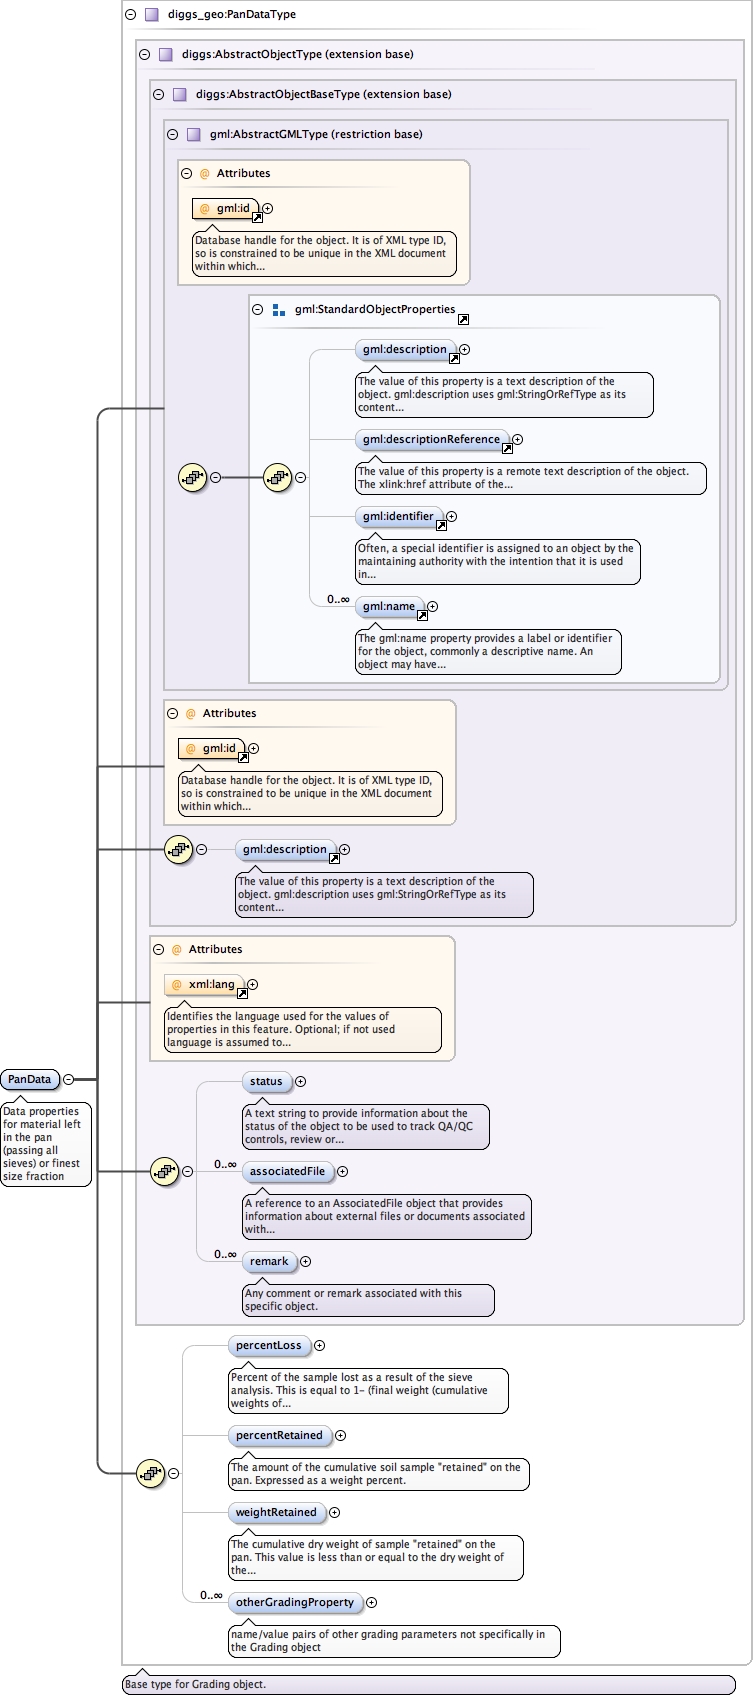 diggs_geo:PanDataType
diggs:AbstractObjectType (extension base)
diggs:AbstractObjectBaseType (extension base)
gml:AbstractGMLType (restriction base)
@ Attributes
@ gml:id
Database handle for the object. It is of XML type ID,
so is constrained to be unique in the XML document
within which...
gml:StandardObjectProperties
gml:description
The value of this property is a text description of the
object. gml:description uses gml:StringOrRefType as its
content...
gml:descriptionReference
The value of this property is a remote text description of the object.
The xlink:href attribute of the...
gml:identifier
Often, a special identifier is assigned to an object by the
maintaining authority with the intention that it is used
in...
0..∞
gml:name
The gml:name property provides a label or identifier
for the object, commonly a descriptive name. An
object may have...
@ Attributes
@ gml:id
Database handle for the object. It is of XML type ID,
so is constrained to be unique in the XML document
within which...
gml:description
The value of this property is a text description of the
object. gml:description uses gml:StringOrRefType as its
content...
@ Attributes
@ xml:lang
Identifies the language used for the values of
properties in this feature. Optional; if not used
language is assumed to...
PanData
Data properties
for material left
in the pan
(passing all
sieves) or finest
size fraction
status
A text string to provide information about the
status of the object to be used to track QA/QC
controls, review or...
0..∞
associatedFile
A reference to an AssociatedFile object that provides
information about external files or documents associated
with...
0..∞
remark
Any comment or remark associated with this
specific object.
percentLoss
Percent of the sample lost as a result of the sieve
analysis. This is equal to 1- (final weight (cumulative
weights of...
percentRetained
The amount of the cumulative soil sample "retained" on the
pan. Expressed as a weight percent.
weightRetained
The cumulative dry weight of sample "retained" on the
pan. This value is less than or equal to the dry weight of
the...
0..∞
otherGradingProperty
name/value pairs of other grading parameters not specifically in
the Grading object
Base type for Grading object.